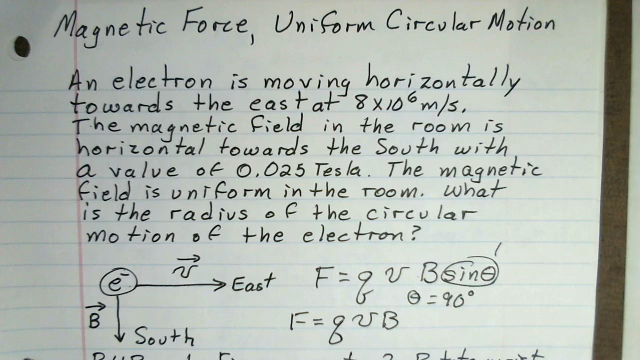 Magnetic Force, Uniform Circular Motion
An electron is moving horizontally
towards the east at 8x10⁶ m/s.
The magnetic field in the room is
horizontal towards the South with
a value of 0.025 Tesla. The magnetic
field is uniform in the room. What
is the radius of the circular
motion of the electron?
e⁻ v⃗ East
F = q v B sinθ 1
θ = 90°
B⃗ South
F = q v B